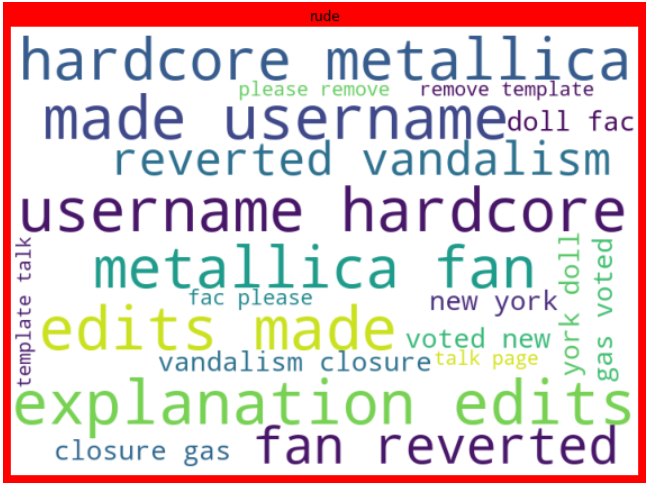 rude
hardcore metallica
please remove
remove template
made username
doll fac
reverted vandalism
username hardcore
metallica fan
template talk
york doll
gas voted
fac please
new york
edits made
voted new
vandalism closure
talk page
explanation edits
closure gas
fan reverted